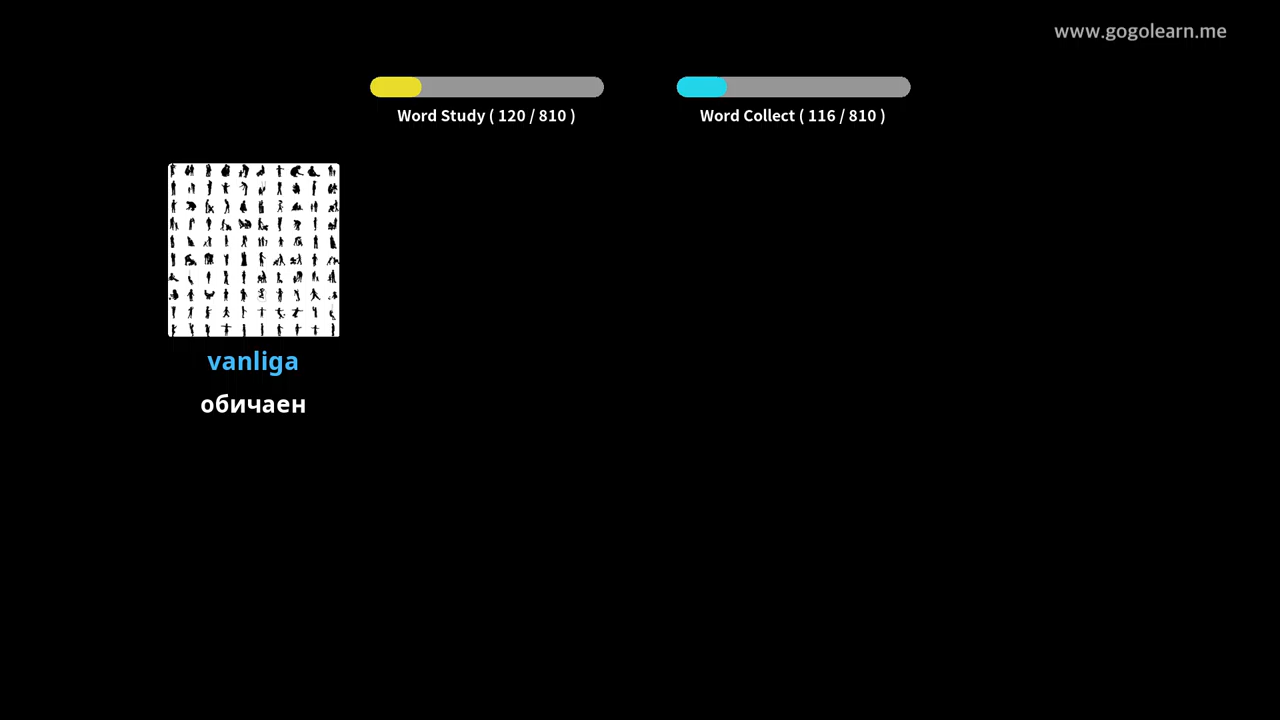 www.gogolearn.me
Word Study ( 120 / 810 )
Word Collect ( 116 / 810 )
vanliga
обичаен